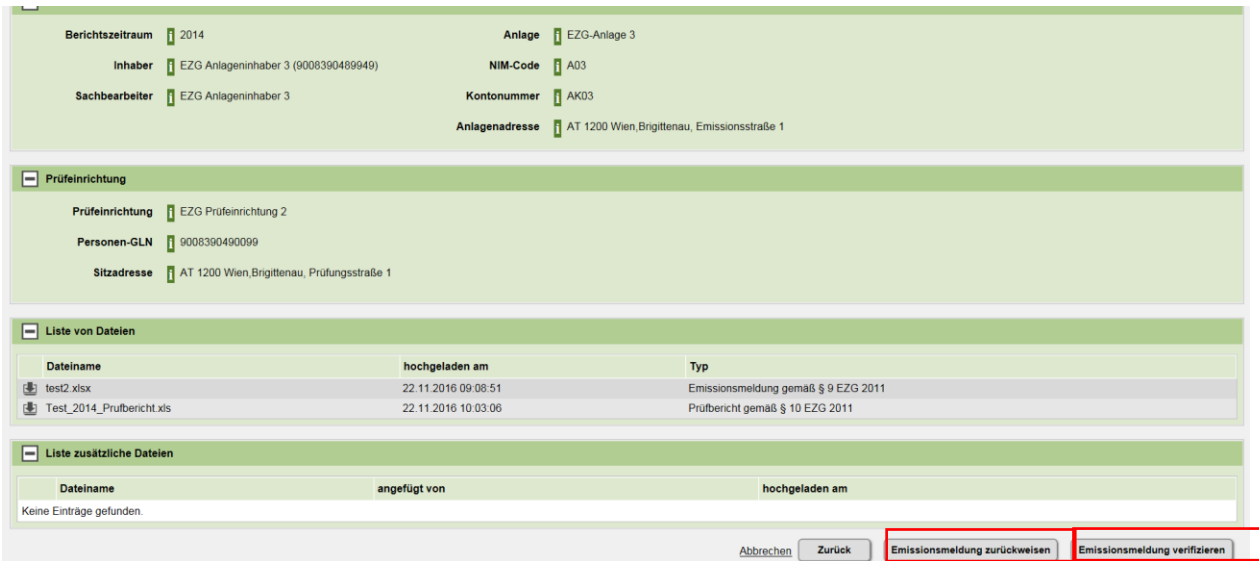 Berichtszeitraum i 2014 Anlage i EZG-Anlage 3
Inhaber i EZG Anlageninhaber 3 (9008390489949) NIM-Code i A03
Sachbearbeiter i EZG Anlageninhaber 3 Kontonummer i AK03
Anlagenadresse i AT 1200 Wien,Brigittenau, Emissionsstraße 1
Prüfeinrichtung
Prüfeinrichtung i EZG Prüfeinrichtung 2
Personen-GLN i 9008390490099
Sitzadresse i AT 1200 Wien,Brigittenau, Prüfungsstraße 1
Liste von Dateien
Dateiname hochgeladen am Typ
test2.xlsx 22.11.2016 09:08:51 Emissionsmeldung gemäß § 9 EZG 2011
Test_2014_Prufbericht.xls 22.11.2016 10:03:06 Prüfbericht gemäß § 10 EZG 2011
Liste zusätzliche Dateien
Dateiname angefügt von hochgeladen am
Keine Einträge gefunden.
Abbrechen Zurück Emissionsmeldung zurückweisen Emissionsmeldung verifizieren